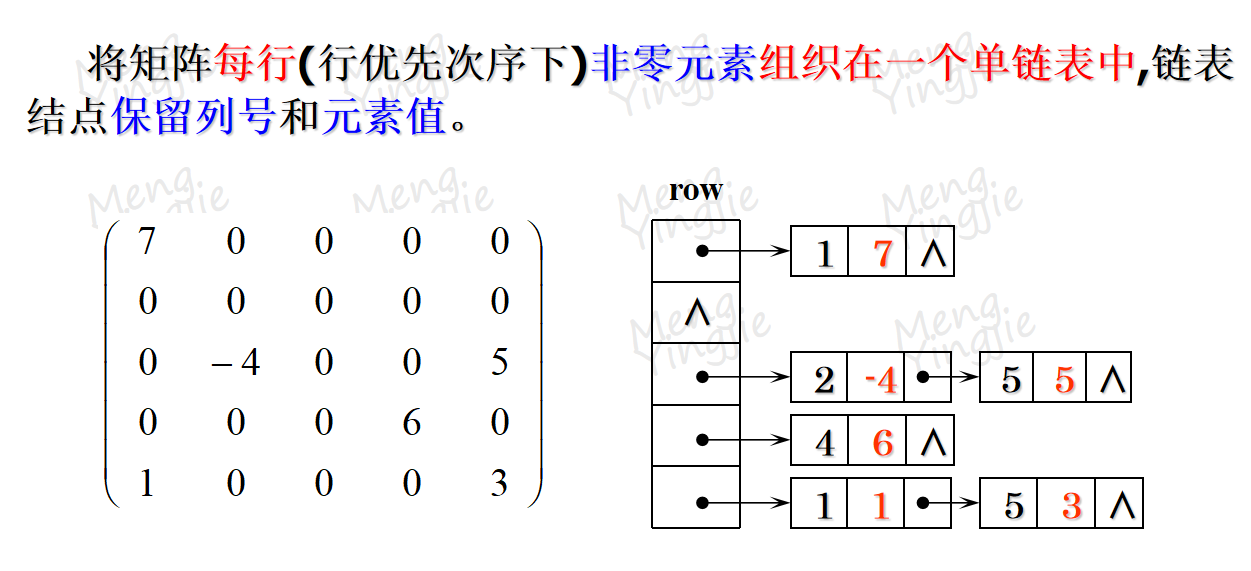 将矩阵每行(行优先次序下)非零元素组织在一个单链表中,链表
结点保留列号和元素值。
Meng Yingjie
row
7 0 0 0 0
0 0 0 0 0
0 −4 0 0 5
0 0 0 6 0
1 0 0 0 3
1 7 ∧
∧
2 -4 5 5 ∧
4 6 ∧
1 1 5 3 ∧